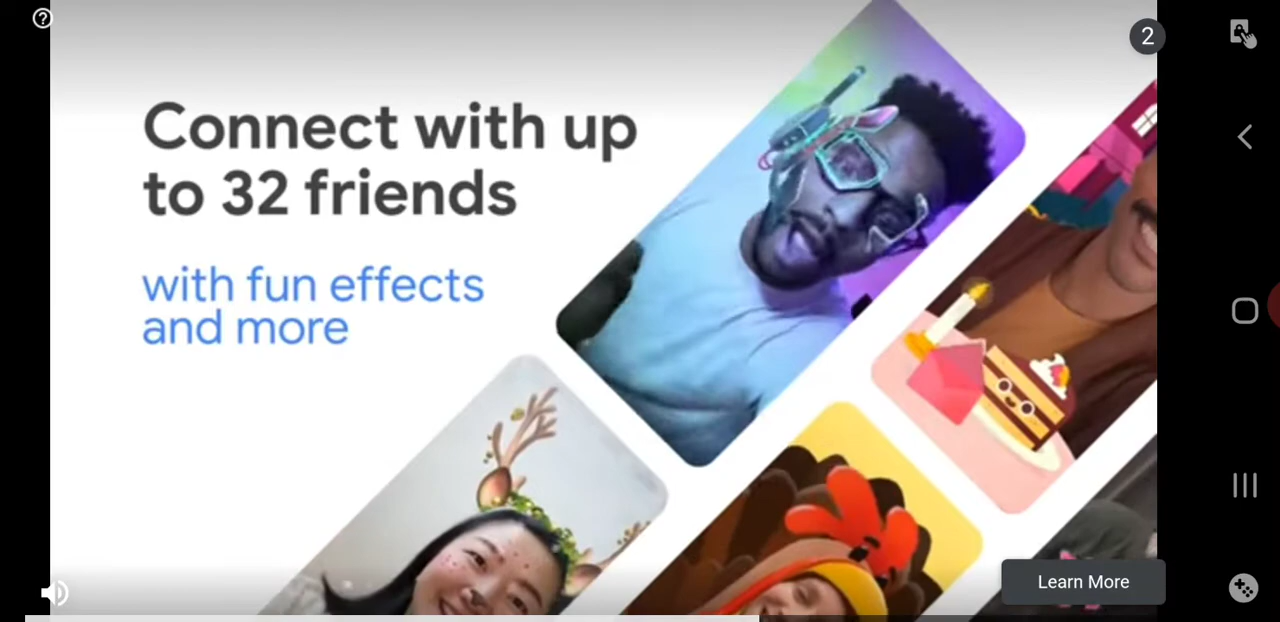 2
Connect with up
to 32 friends
with fun effects
and more
Learn More